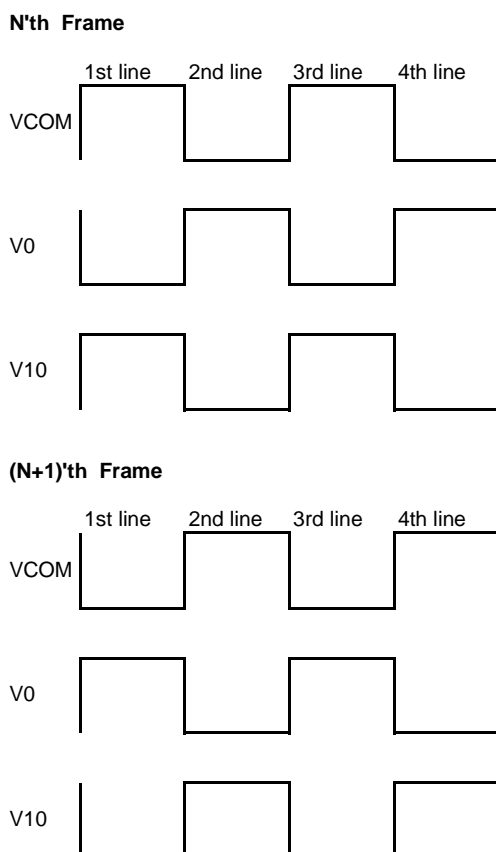 N'th Frame
1st line 2nd line 3rd line 4th line
VCOM
V0
V10
(N+1)'th Frame
1st line 2nd line 3rd line 4th line
VCOM
V0
V10